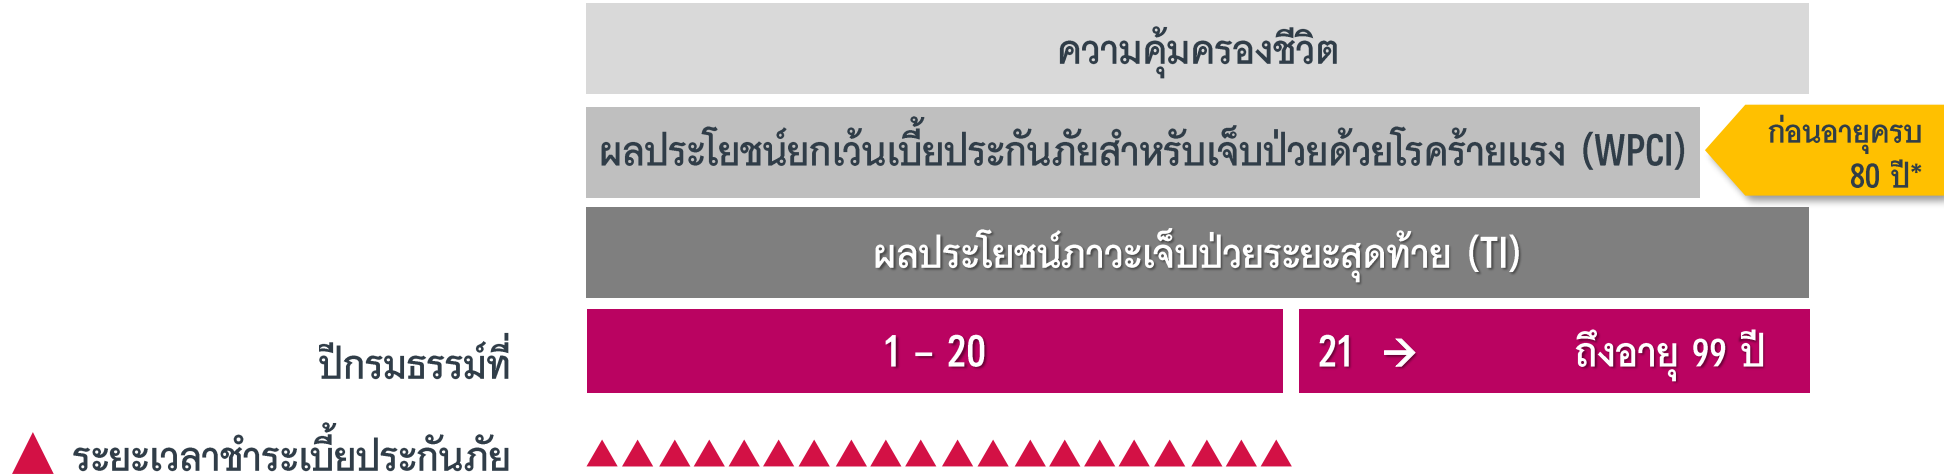 ความคุ้มครองชีวิต
ผลประโยชน์ยกเว้นเบี้ยประกันภัยสำหรับเจ็บป่วยด้วยโรคร้ายแรง (WPCI)
ก่อนอายุครบ
80 ปี*
ผลประโยชน์ภาวะเจ็บป่วยระยะสุดท้าย (TI)
ปีกรมธรรม์ที่
1 – 20
21 → ถึงอายุ 99 ปี
ระยะเวลาชำระเบี้ยประกันภัย